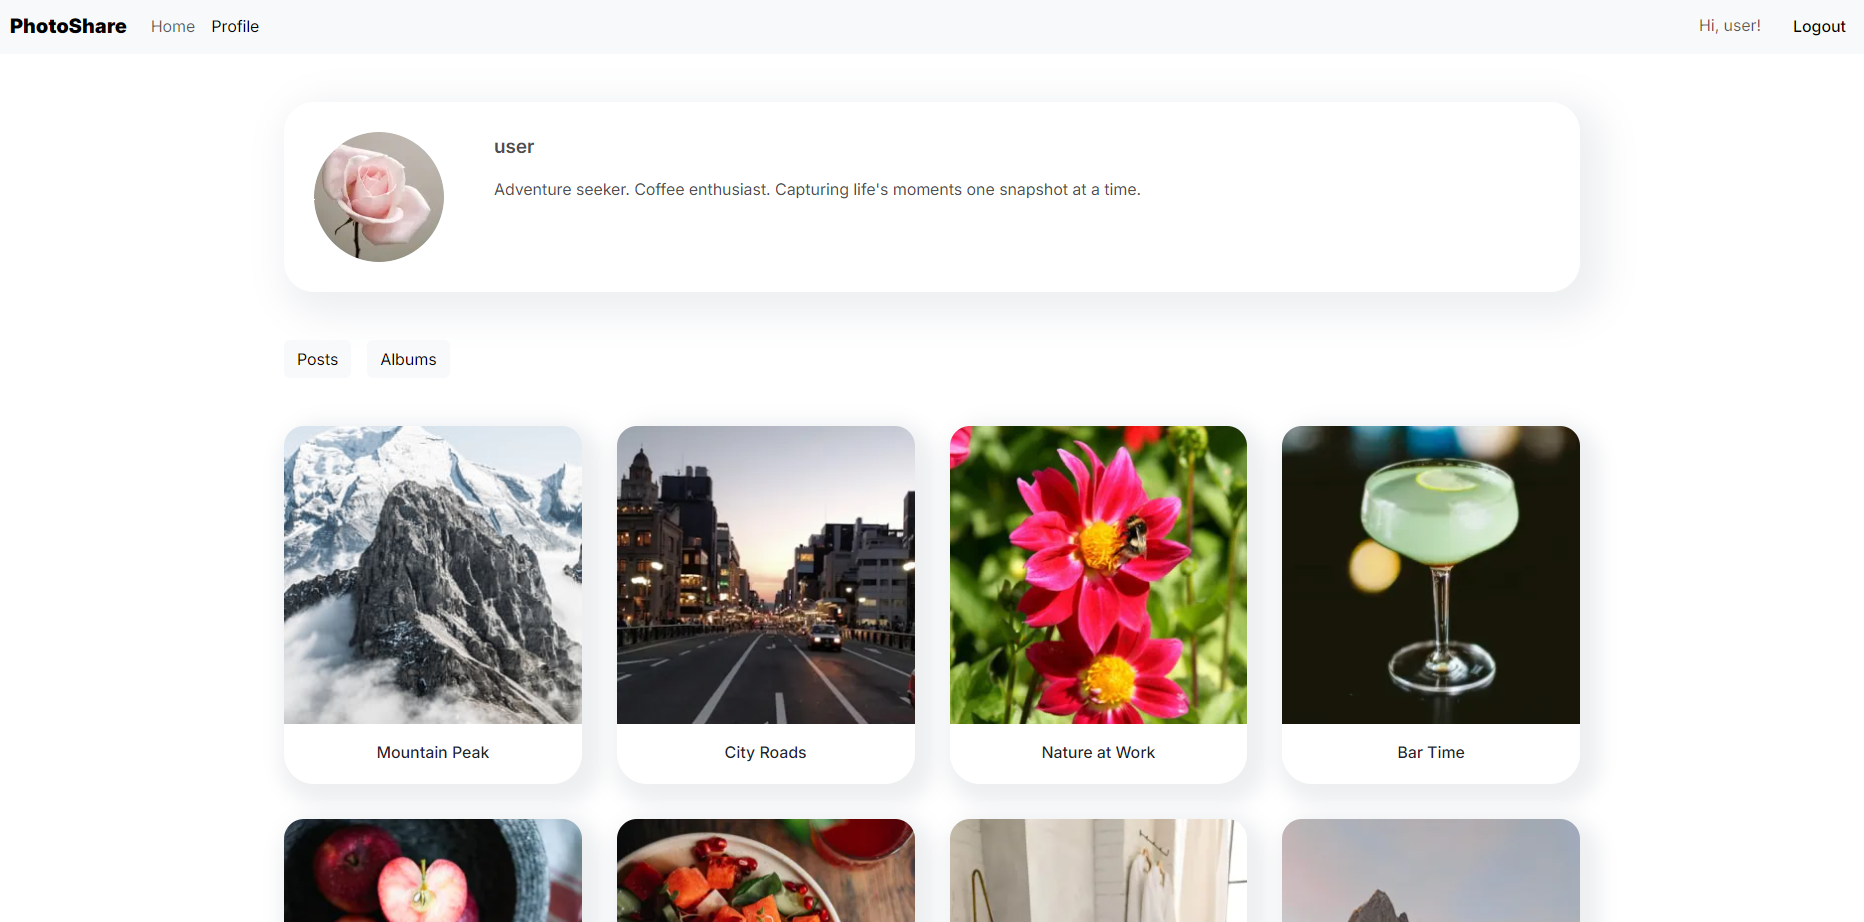 PhotoShare Home Profile Hi, user! Logout
user
Adventure seeker. Coffee enthusiast. Capturing life's moments one snapshot at a time.
Posts Albums
Mountain Peak City Roads Nature at Work Bar Time